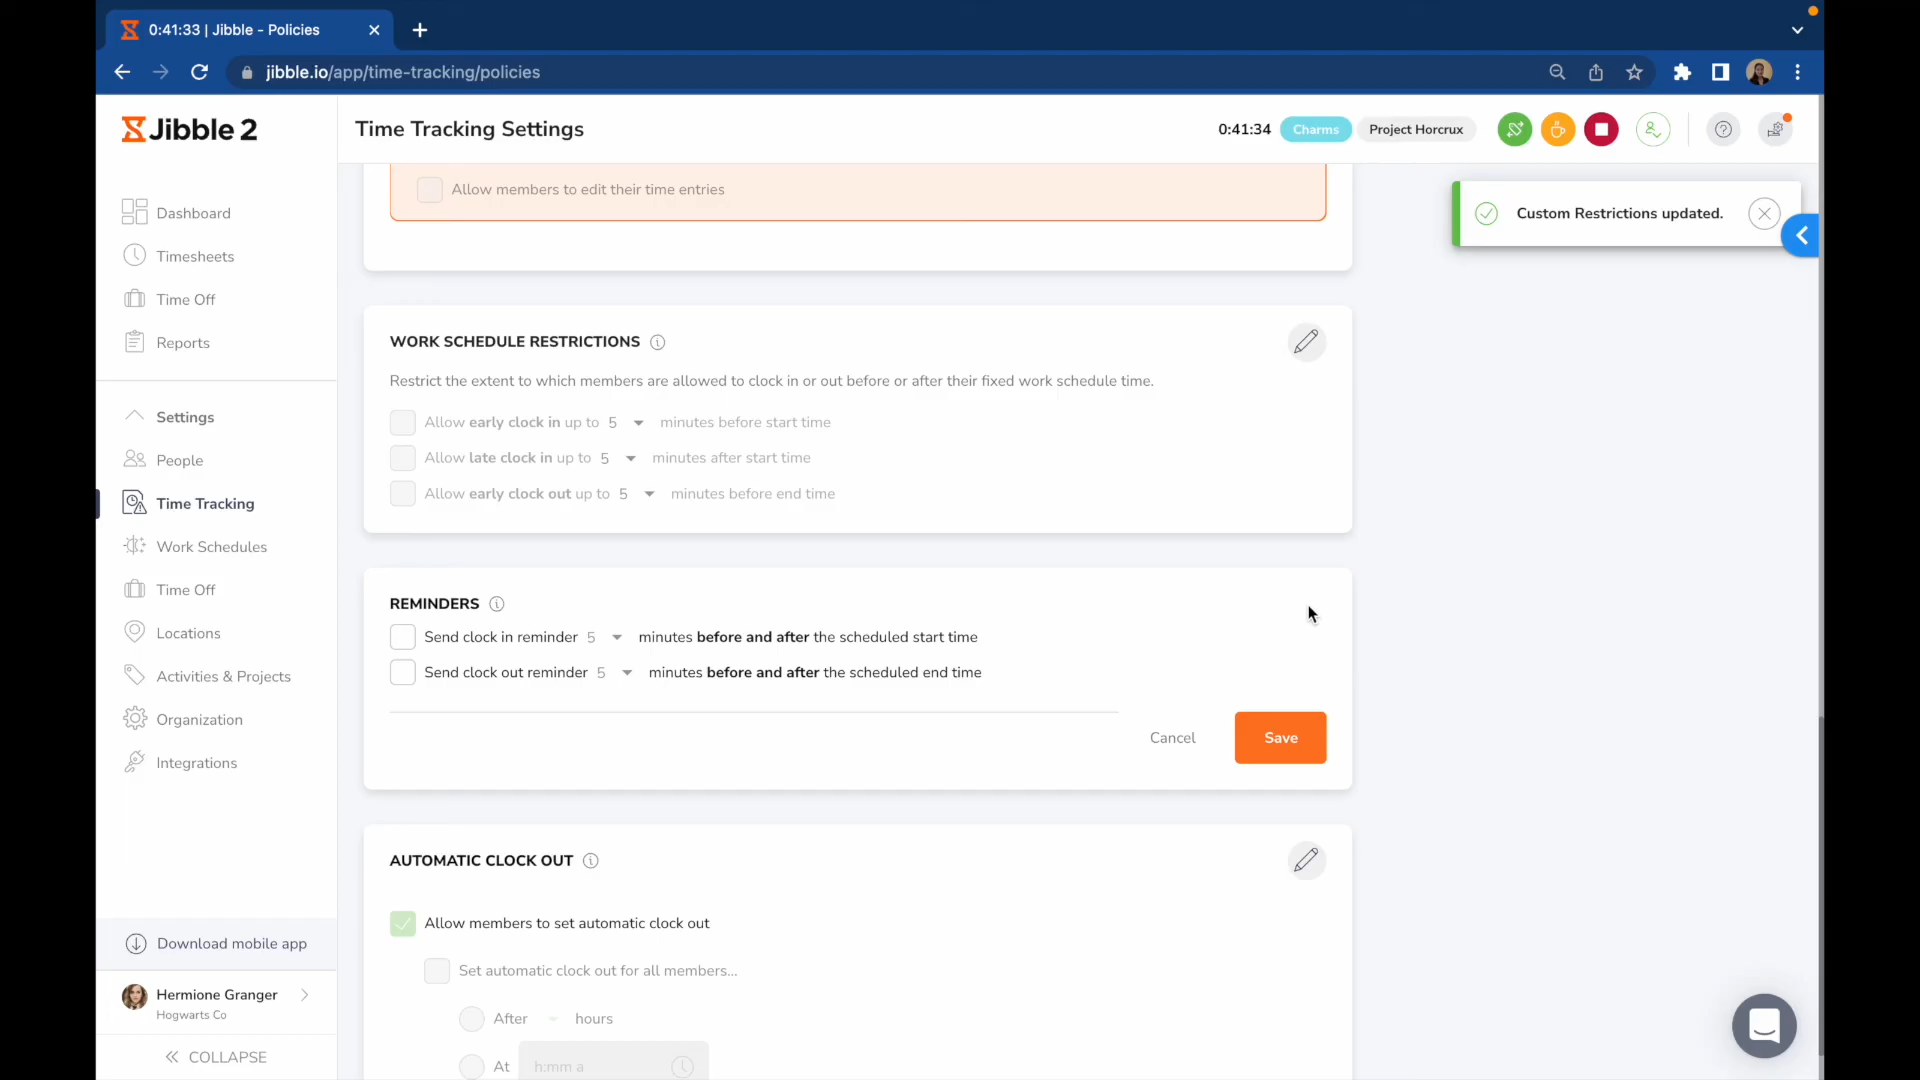 0:41:33 | Jibble - Policies
jibble.io/app/time-tracking/policies
Jibble 2
Time Tracking Settings
0:41:34 Charms Project Horcrux
Allow members to edit their time entries
Custom Restrictions updated.
Dashboard
Timesheets
Time Off
Reports
Settings
People
Time Tracking
Work Schedules
Time Off
Locations
Activities & Projects
Organization
Integrations
Download mobile app
Hermione Granger
Hogwarts Co
COLLAPSE
WORK SCHEDULE RESTRICTIONS
Restrict the extent to which members are allowed to clock in or out before or after their fixed work schedule time.
Allow early clock in up to 5 minutes before start time
Allow late clock in up to 5 minutes after start time
Allow early clock out up to 5 minutes before end time
REMINDERS
Send clock in reminder 5 minutes before and after the scheduled start time
Send clock out reminder 5 minutes before and after the scheduled end time
Cancel Save
AUTOMATIC CLOCK OUT
Allow members to set automatic clock out
Set automatic clock out for all members...
After hours
At h:mm a